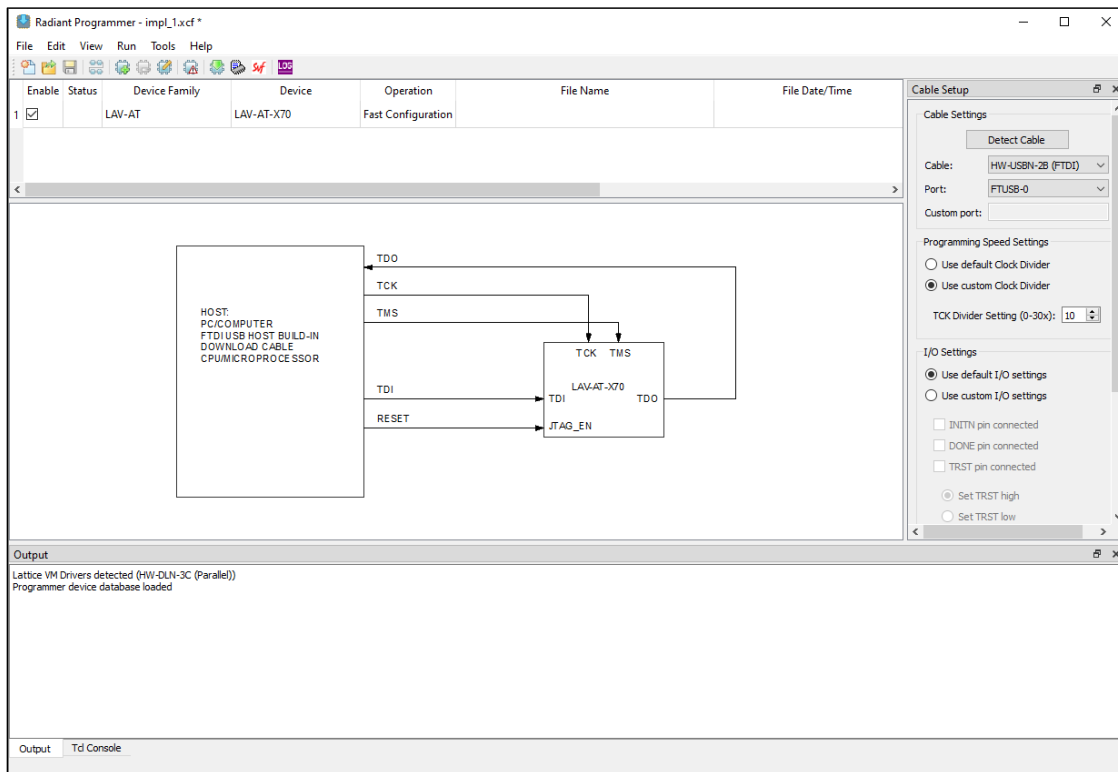 Radiant Programmer - impl_1.xcf *
File Edit View Run Tools Help
Svf LOG
Enable Status Device Family Device Operation File Name File Date/Time
1 LAV-AT LAV-AT-X70 Fast Configuration
Cable Setup
Cable Settings
Detect Cable
Cable: HW-USBN-2B (FTDI)
Port: FTUSB-0
Custom port:
Programming Speed Settings
Use default Clock Divider
Use custom Clock Divider
TCK Divider Setting (0-30x): 10
I/O Settings
Use default I/O settings
Use custom I/O settings
INITN pin connected
DONE pin connected
TRST pin connected
Set TRST high
Set TRST low
HOST:
PC/COMPUTER
FTDI USB HOST BUILD-IN
DOWNLOAD CABLE
CPU/MICROPROCESSOR
TDO
TCK
TMS
TDI
RESET
TCK TMS
LAV-AT-X70
TDI TDO
JTAG_EN
Output
Lattice VM Drivers detected (HW-DLN-3C (Parallel))
Programmer device database loaded
Output Tcl Console